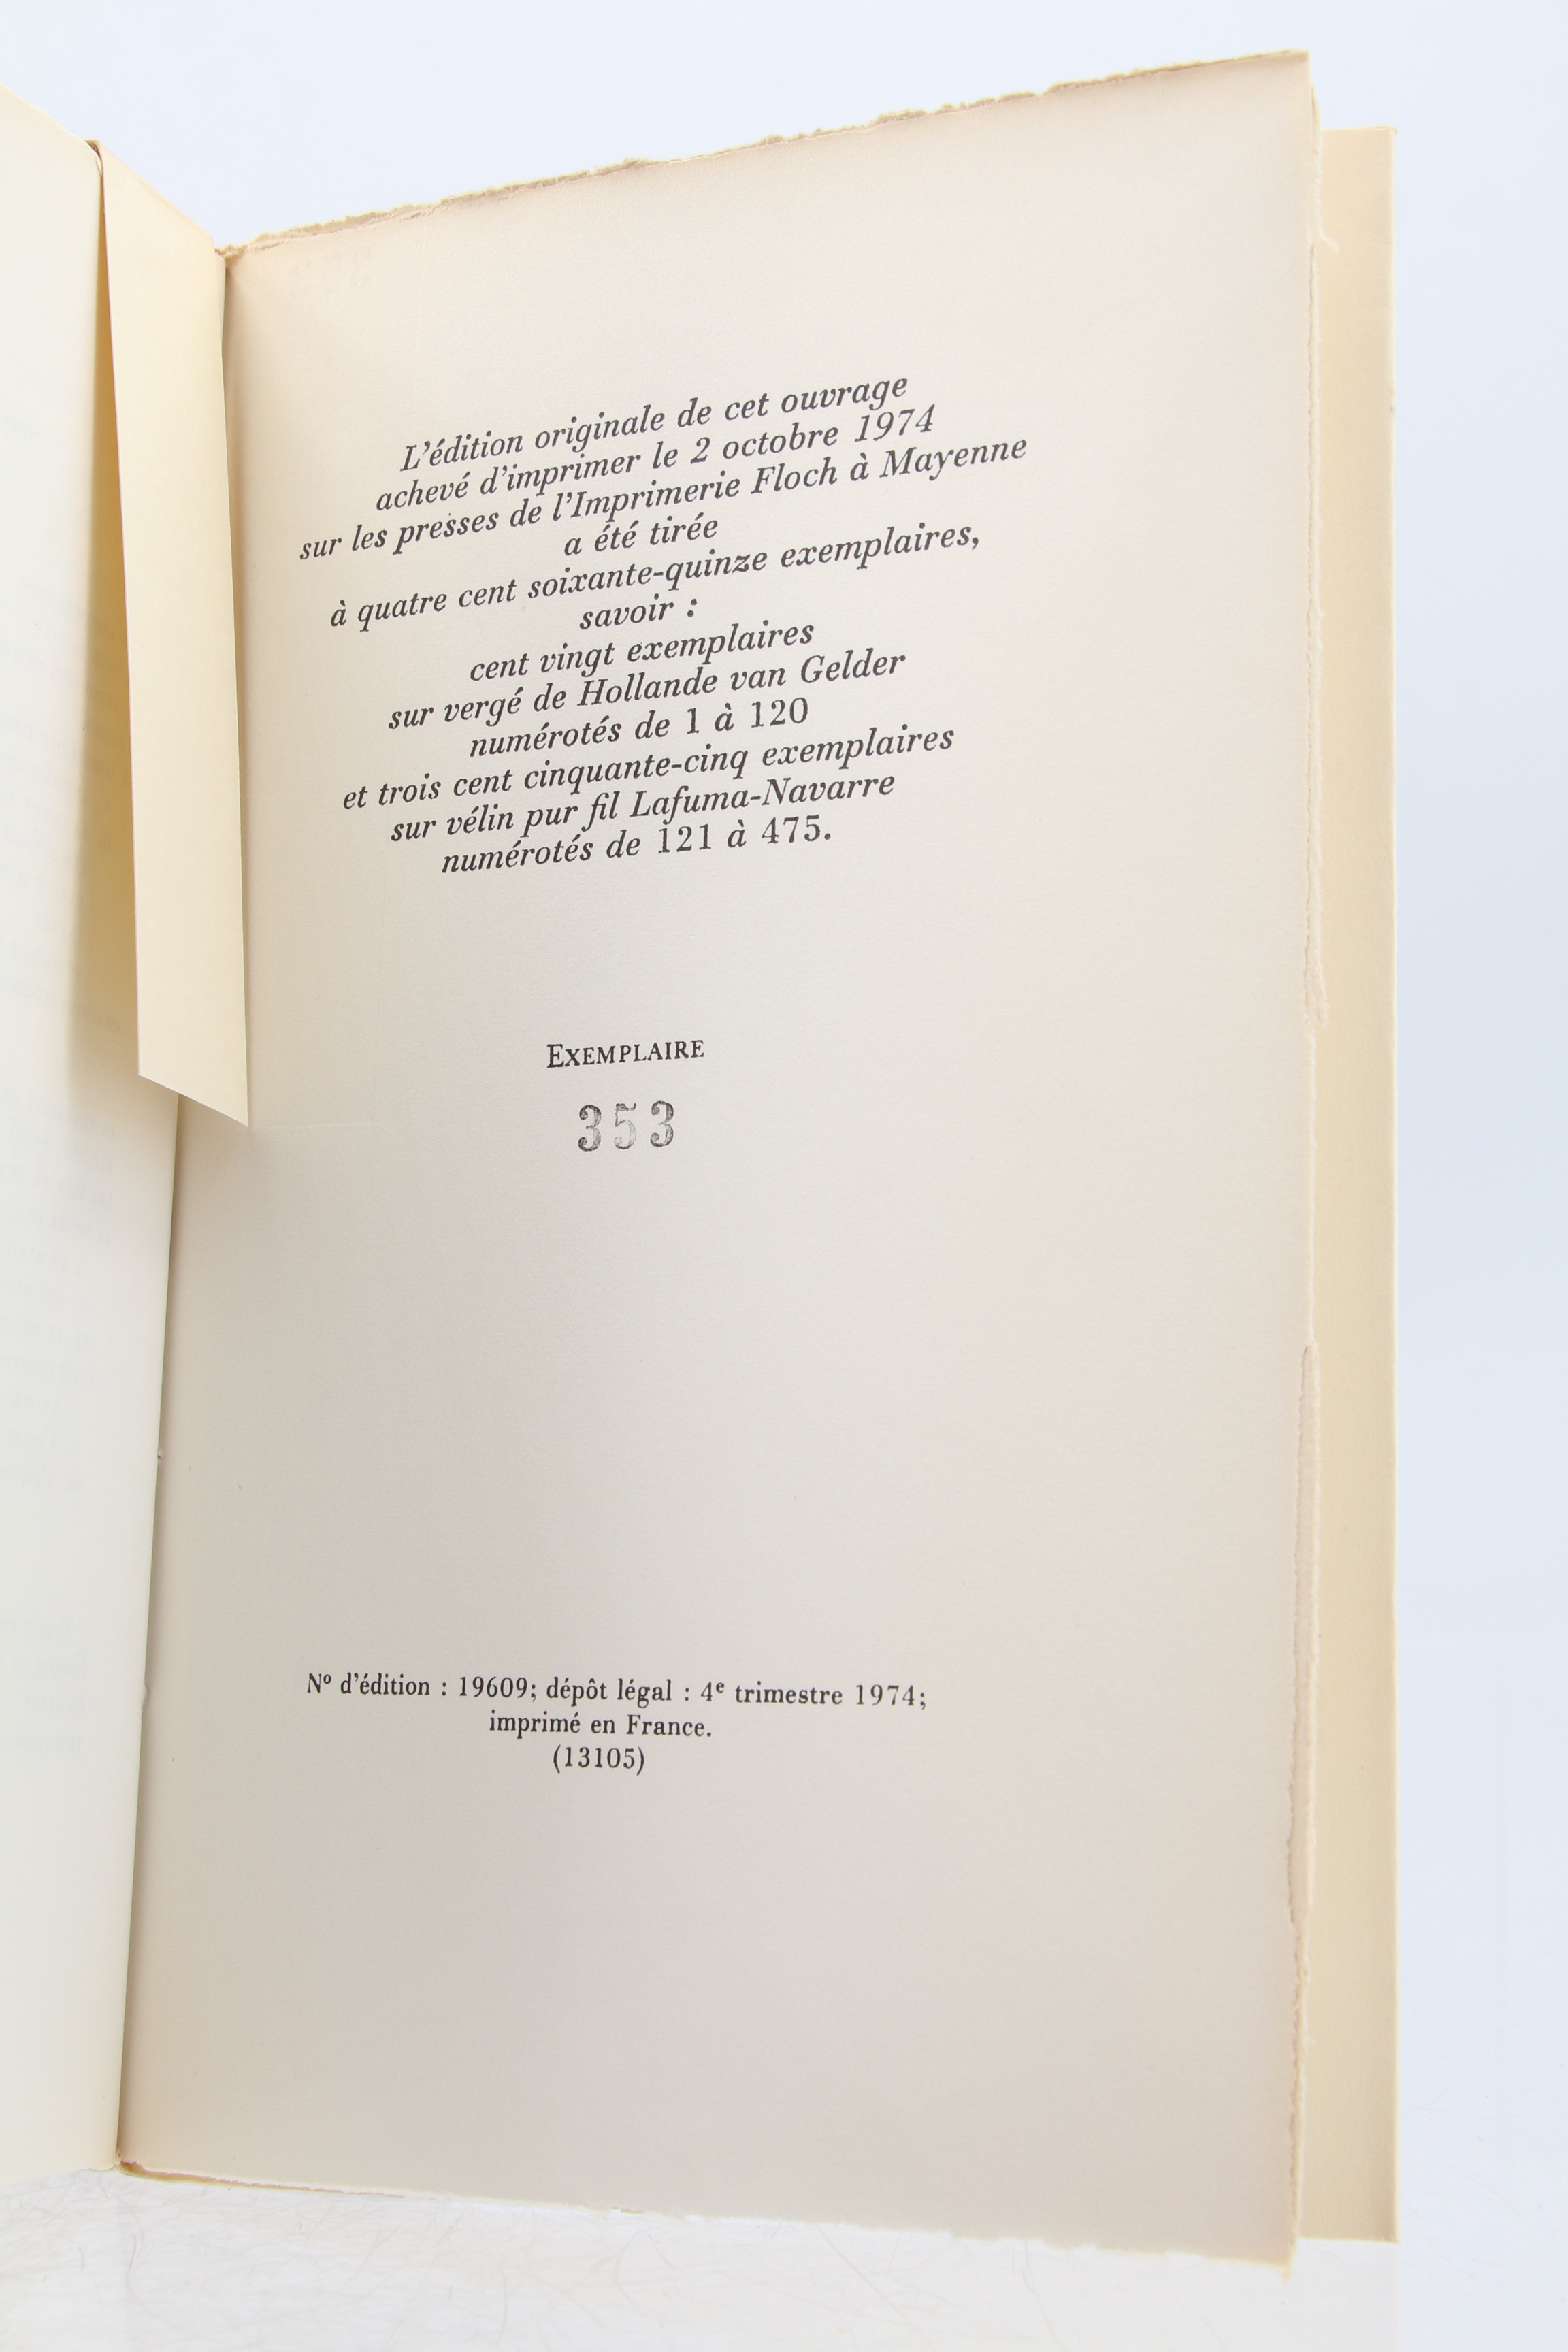 L'édition originale de cet ouvrage
achevé d'imprimer le 2 octobre 1974
sur les presses de l'Imprimerie Floch à Mayenne
a été tirée
à quatre cent soixante-quinze exemplaires,
savoir :
cent vingt exemplaires
sur vergé de Hollande van Gelder
numérotés de 1 à 120
et trois cent cinquante-cinq exemplaires
sur vélin pur fil Lafuma-Navarre
numérotés de 121 à 475.
EXEMPLAIRE
353
Nº d'édition : 19609; dépôt légal : 4e trimestre 1974;
imprimé en France.
(13105)